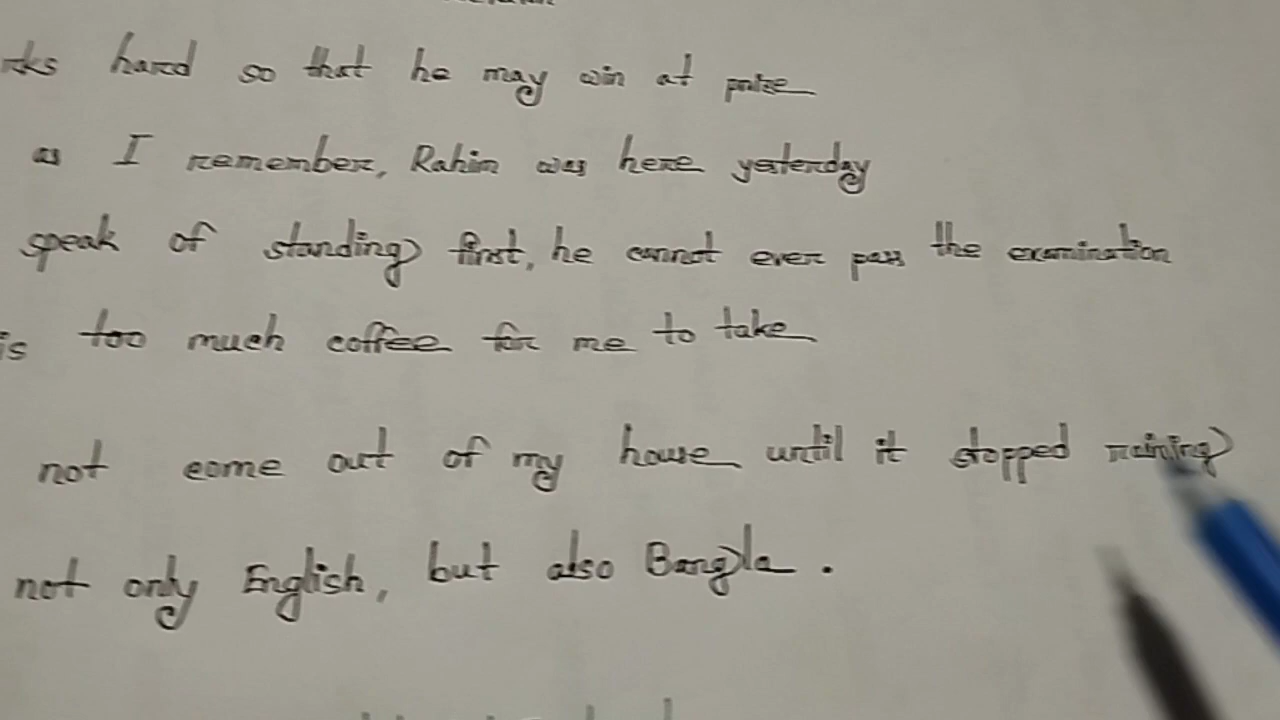 rks hard so that he may win at prize
as I remember, Rahim was here yesterday
speak of standing first, he cannot even pass the examination
is too much coffee for me to take
not come out of my house until it stopped raining
not only English, but also Bangla.